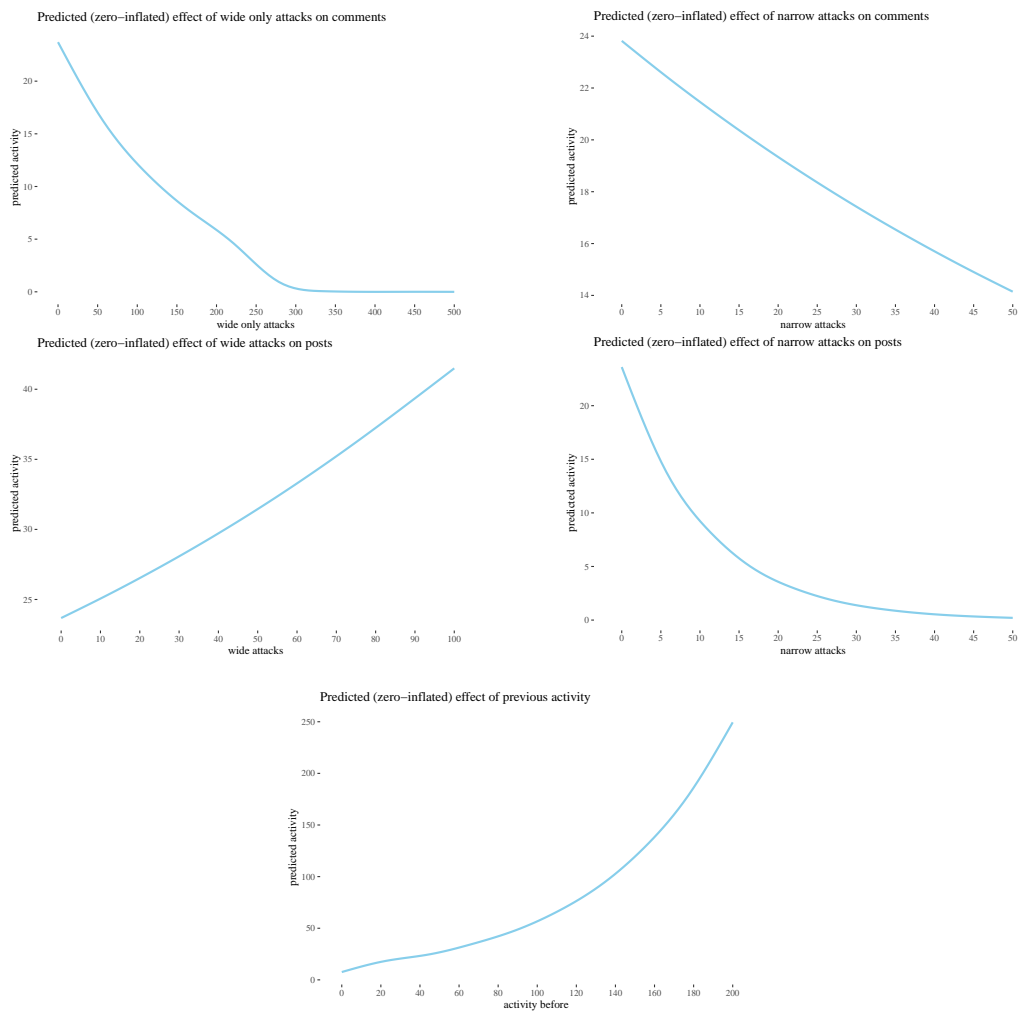 Predicted (zero−inflated) effect of wide only attacks on comments
predicted activity
20
15
10
5
0
0 50 100 150 200 250 300 350 400 450 500
wide only attacks
Predicted (zero−inflated) effect of narrow attacks on comments
predicted activity
24
22
20
18
16
14
0 5 10 15 20 25 30 35 40 45 50
narrow attacks
Predicted (zero−inflated) effect of wide attacks on posts
predicted activity
40
35
30
25
0 10 20 30 40 50 60 70 80 90 100
wide attacks
Predicted (zero−inflated) effect of narrow attacks on posts
predicted activity
20
15
10
5
0
0 5 10 15 20 25 30 35 40 45 50
narrow attacks
Predicted (zero−inflated) effect of previous activity
predicted activity
250
200
150
100
50
0
0 20 40 60 80 100 120 140 160 180 200
activity before